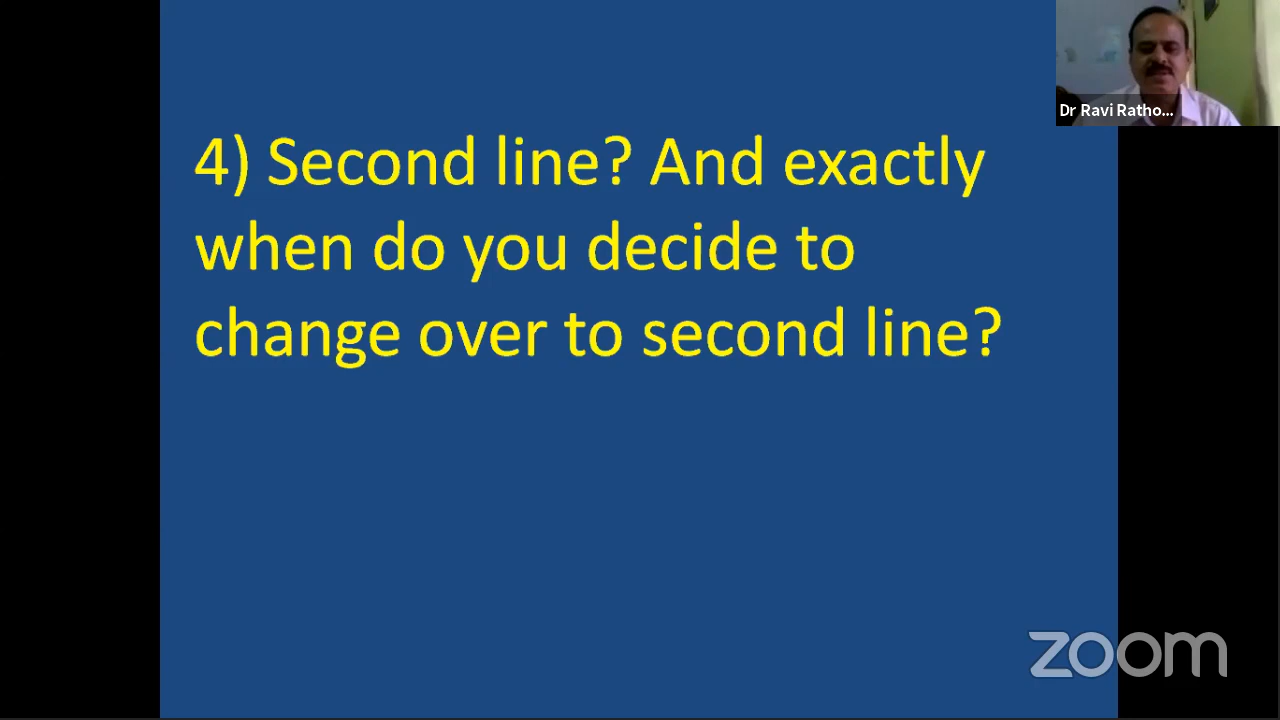 Dr Ravi Ratho...
4) Second line? And exactly
when do you decide to
change over to second line?
zoom